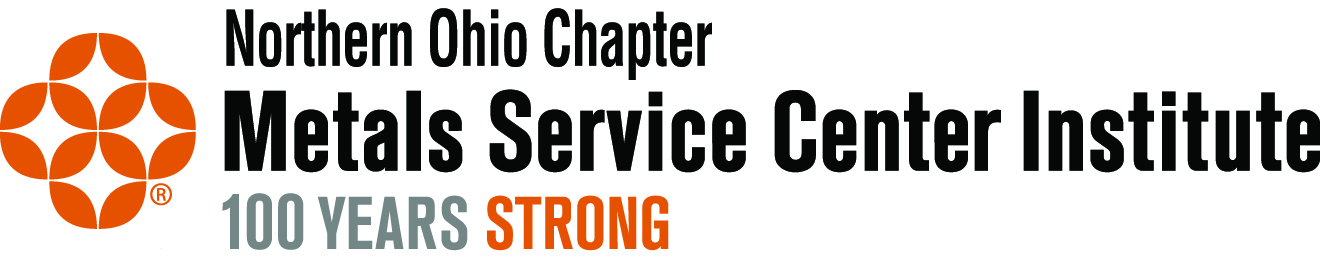 Northern Ohio Chapter
Metals Service Center Institute
100 YEARS STRONG
®